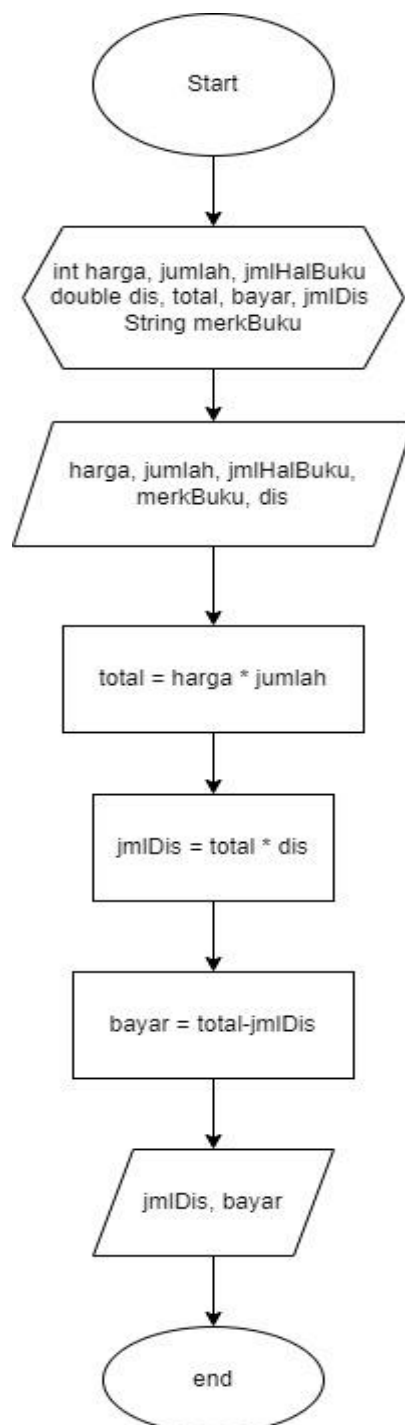 Start
int harga, jumlah, jmlHalBuku
double dis, total, bayar, jmlDis
String merkBuku
harga, jumlah, jmlHalBuku,
merkBuku, dis
total = harga * jumlah
jmlDis = total * dis
bayar = total-jmlDis
jmlDis, bayar
end